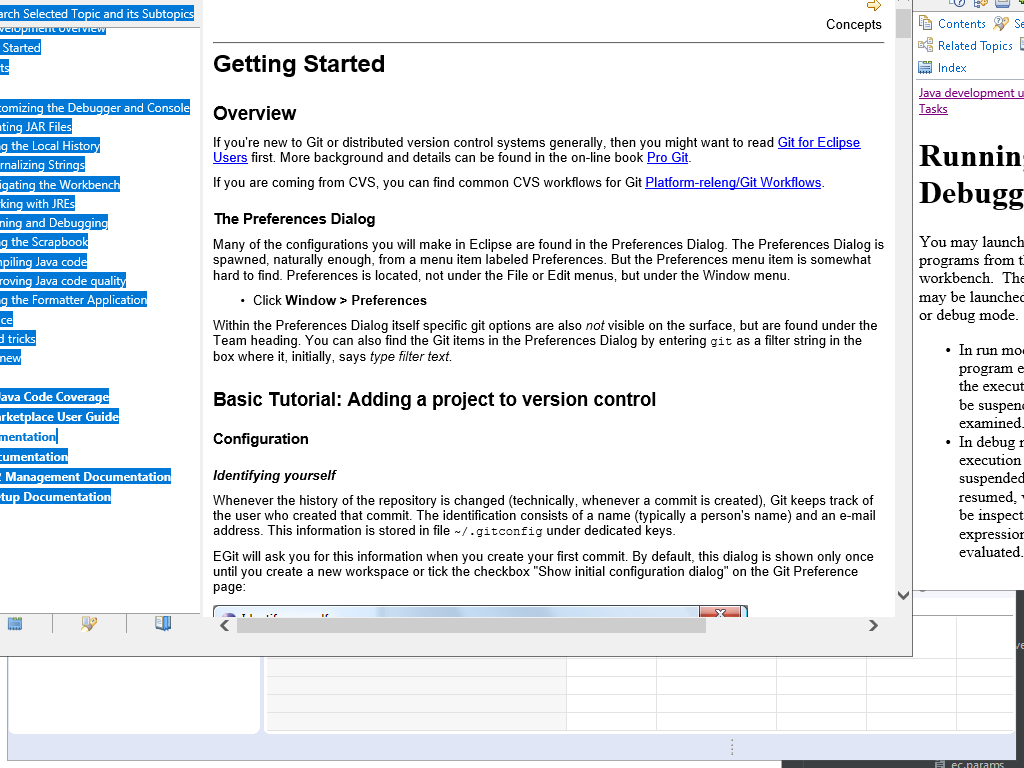 arch Selected Topic and its Subtopics
velopment overview
Started
ts
tomizing the Debugger and Console
ating JAR Files
ng the Local History
ernalizing Strings
igating the Workbench
king with JREs
ning and Debugging
ng the Scrapbook
mpiling Java code
roving Java code quality
ng the Formatter Application
ce
d tricks
new
Java Code Coverage
arketplace User Guide
mentation
cumentation
2 Management Documentation
tup Documentation
Concepts
Getting Started
Overview
If you're new to Git or distributed version control systems generally, then you might want to read Git for Eclipse
Users first. More background and details can be found in the on-line book Pro Git.
If you are coming from CVS, you can find common CVS workflows for Git Platform-releng/Git Workflows.
The Preferences Dialog
Many of the configurations you will make in Eclipse are found in the Preferences Dialog. The Preferences Dialog is
spawned, naturally enough, from a menu item labeled Preferences. But the Preferences menu item is somewhat
hard to find. Preferences is located, not under the File or Edit menus, but under the Window menu.
• Click Window > Preferences
Within the Preferences Dialog itself specific git options are also not visible on the surface, but are found under the
Team heading. You can also find the Git items in the Preferences Dialog by entering git as a filter string in the
box where it, initially, says type filter text.
Basic Tutorial: Adding a project to version control
Configuration
Identifying yourself
Whenever the history of the repository is changed (technically, whenever a commit is created), Git keeps track of
the user who created that commit. The identification consists of a name (typically a person's name) and an e-mail
address. This information is stored in file ~/.gitconfig under dedicated keys.
EGit will ask you for this information when you create your first commit. By default, this dialog is shown only once
until you create a new workspace or tick the checkbox "Show initial configuration dialog" on the Git Preference
page:
Contents Se
Related Topics
Index
Java development u
Tasks
Running
Debugg
You may launch
programs from th
workbench. The
may be launched
or debug mode.
• In run mod
program e
the execut
be suspen
examined.
• In debug m
execution
suspended
resumed, v
be inspect
expression
evaluated.
ec.params